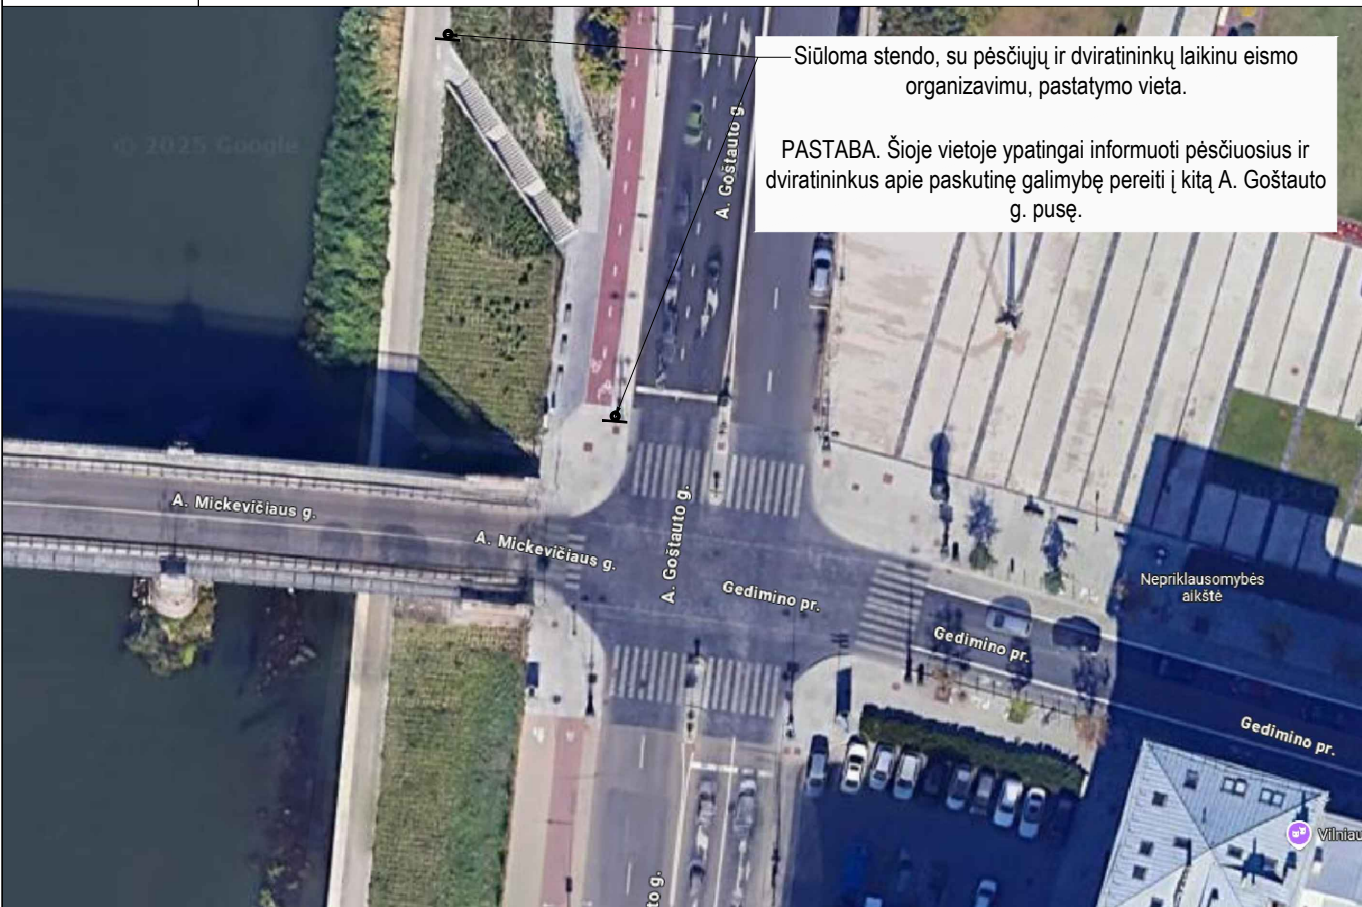 Siūloma stendo, su pėsčiųjų ir dviratininkų laikinu eismo
organizavimu, pastatymo vieta.
PASTABA. Šioje vietoje ypatingai informuoti pėsčiuosius ir
dviratininkus apie paskutinę galimybę pereiti į kitą A. Goštauto
g. pusę.
© 2025 Google
A. Goštauto g.
A. Mickevičiaus g.
A. Mickevičiaus g.
A. Goštauto g.
Gedimino pr.
Nepriklausomybės
aikštė
Gedimino pr.
Gedimino pr.
Vilniau
to g.